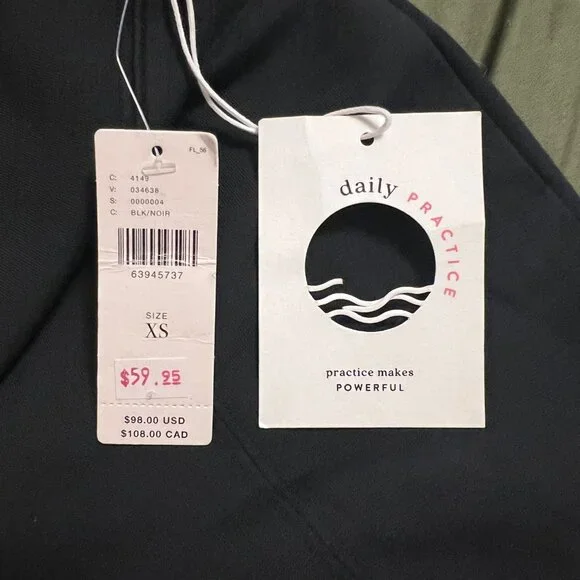 FL_56
C: 4149
V: 034638
S: 0000004
C: BLK/NOIR
63945737
SIZE
XS
$59.95
$98.00 USD
$108.00 CAD
daily PRACTICE
practice makes
POWERFUL